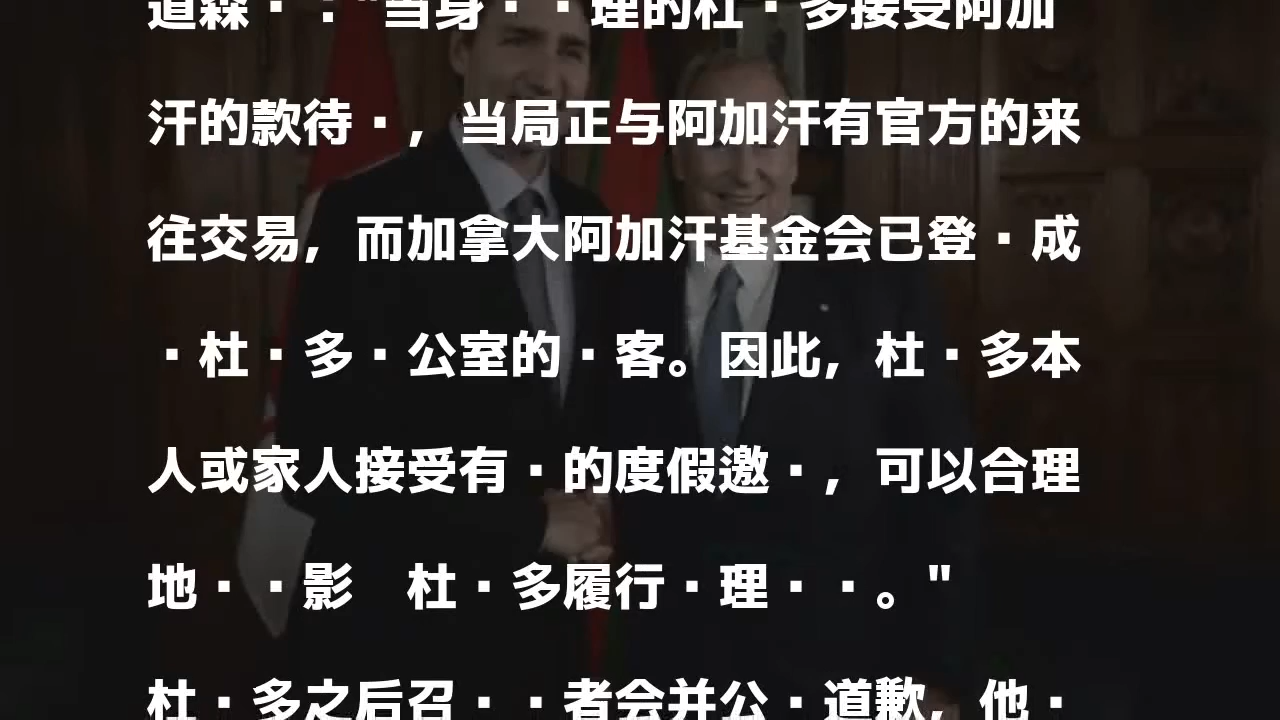 道森▪▪："当身▪▪理的杜▪多接受阿加
汗的款待▪，当局正与阿加汗有官方的来
往交易，而加拿大阿加汗基金会已登▪成
▪杜▪多▪公室的▪客。因此，杜▪多本
人或家人接受有▪的度假邀▪，可以合理
地▪▪影　杜▪多履行▪理▪▪。"
杜▪多之后召▪▪者会并公▪道歉，他▪